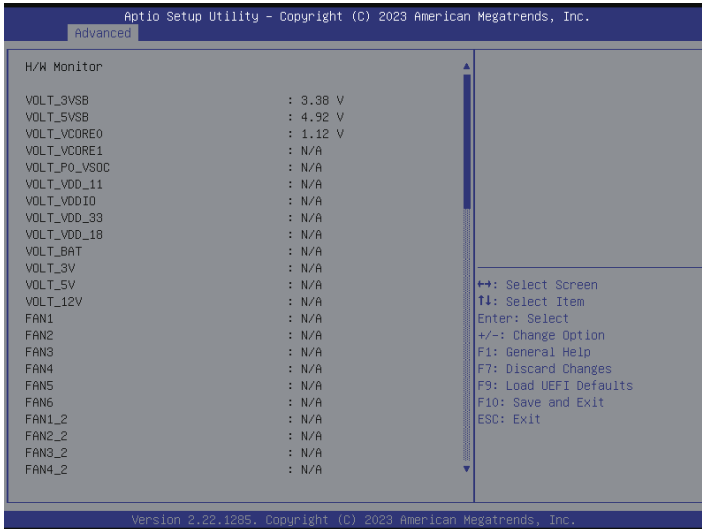 Aptio Setup Utility – Copyright (C) 2023 American Megatrends, Inc.
Advanced
H/W Monitor
VOLT_3VSB : 3.38 V
VOLT_5VSB : 4.92 V
VOLT_VCORE0 : 1.12 V
VOLT_VCORE1 : N/A
VOLT_P0_VSOC : N/A
VOLT_VDD_11 : N/A
VOLT_VDDIO : N/A
VOLT_VDD_33 : N/A
VOLT_VDD_18 : N/A
VOLT_BAT : N/A
VOLT_3V : N/A
VOLT_5V : N/A
VOLT_12V : N/A
FAN1 : N/A
FAN2 : N/A
FAN3 : N/A
FAN4 : N/A
FAN5 : N/A
FAN6 : N/A
FAN1_2 : N/A
FAN2_2 : N/A
FAN3_2 : N/A
FAN4_2 : N/A
↔: Select Screen
↑↓: Select Item
Enter: Select
+/-: Change Option
F1: General Help
F7: Discard Changes
F9: Load UEFI Defaults
F10: Save and Exit
ESC: Exit
Version 2.22.1285. Copyright (C) 2023 American Megatrends, Inc.